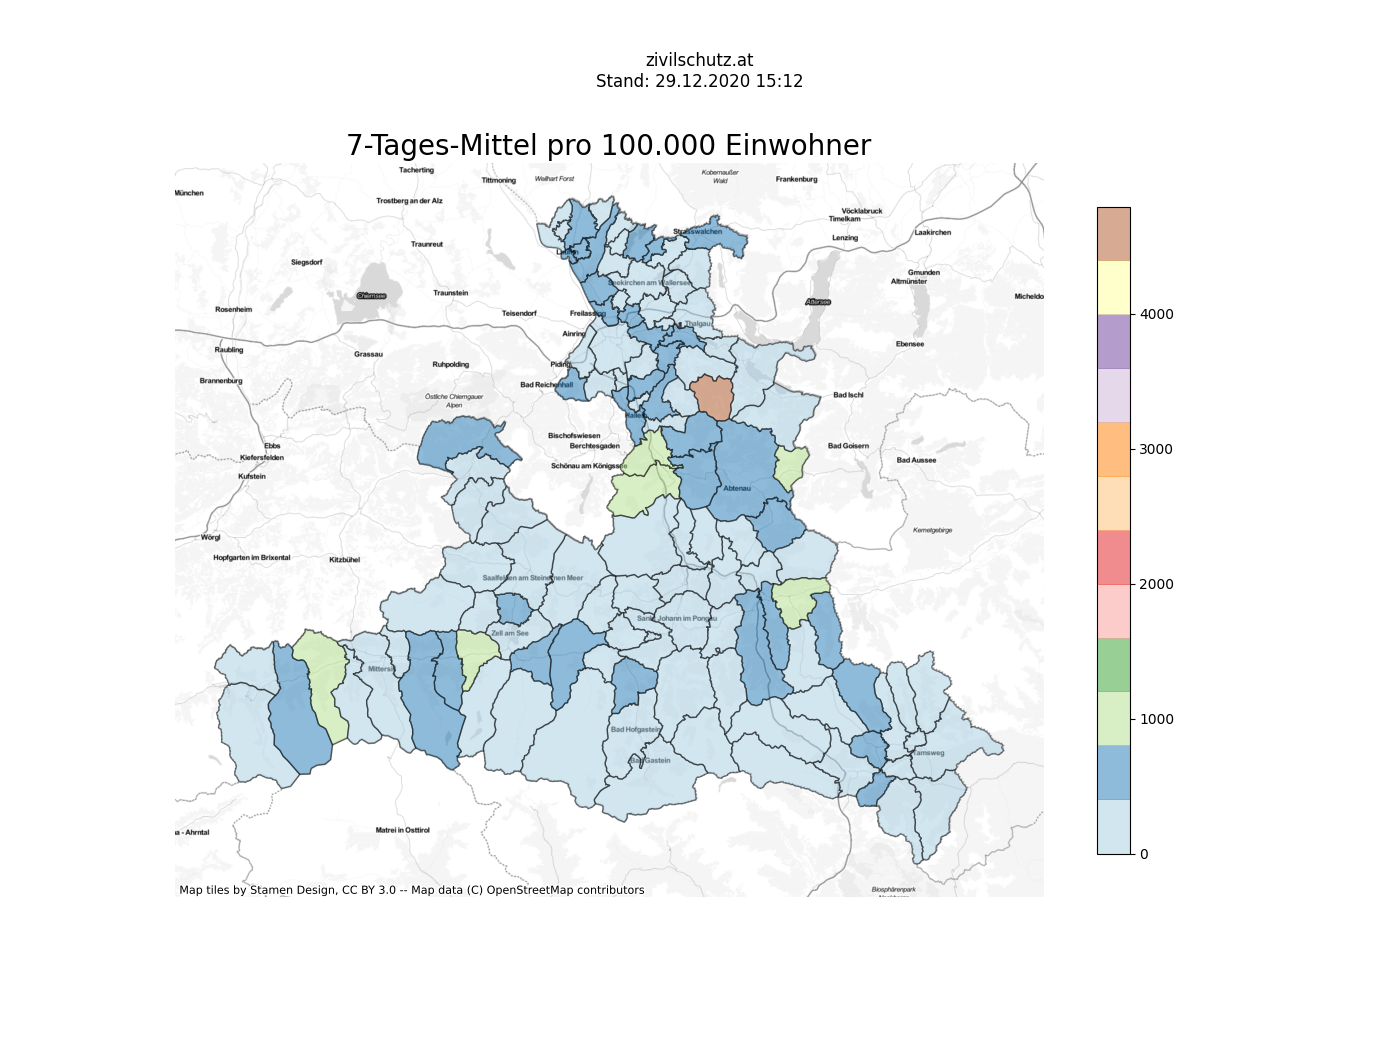 zivilschutz.at
Stand: 29.12.2020 15:12
7-Tages-Mittel pro 100.000 Einwohner
Tacherting
Tittmoning
Weilhart Forst
Kobernaußer
Wald
Frankenburg
München
Trostberg an der Alz
Vöcklabruck
Timelkam
Laakirchen
Strasswalchen
Lenzing
Traunreut
Siegsdorf
Gmunden
Altmünster
Seekirchen am Wallersee
Chiemsee
Traunstein
Attersee
Micheldo
Rosenheim
Teisendorf
Freilassing
Thalgau
Ainring
Ebensee
Raubling
Grassau
Ruhpolding
Piding
Brannenburg
Bad Reichenhall
Bad Ischl
Östliche Chiemgauer
Alpen
Bischofswiesen
Berchtesgaden
Bad Goisern
Ebbs
Kiefersfelden
Bad Aussee
Schönau am Königssee
Kufstein
Abtenau
Kemetgebirge
Wörgl
Hopfgarten im Brixental
Kitzbühel
Saalfelden am Steinernen Meer
Sankt Johann im Pongau
Zell am See
Mittersill
Bad Hofgastein
Bad Gastein
Tamsweg
a - Ahrntal
Matrei in Osttirol
Biosphärenpark
Map tiles by Stamen Design, CC BY 3.0 -- Map data (C) OpenStreetMap contributors
4000
3000
2000
1000
0